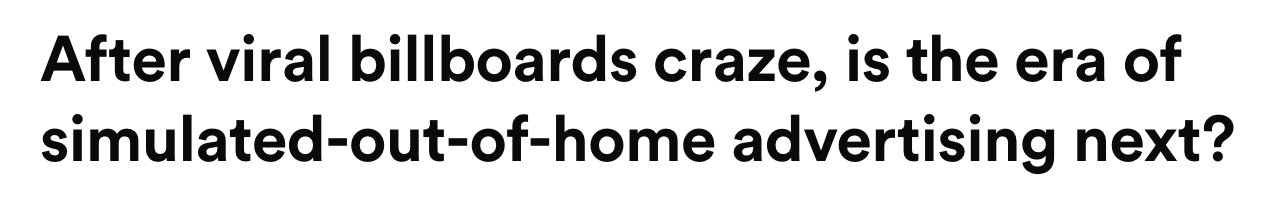 After viral billboards craze, is the era of
simulated-out-of-home advertising next?